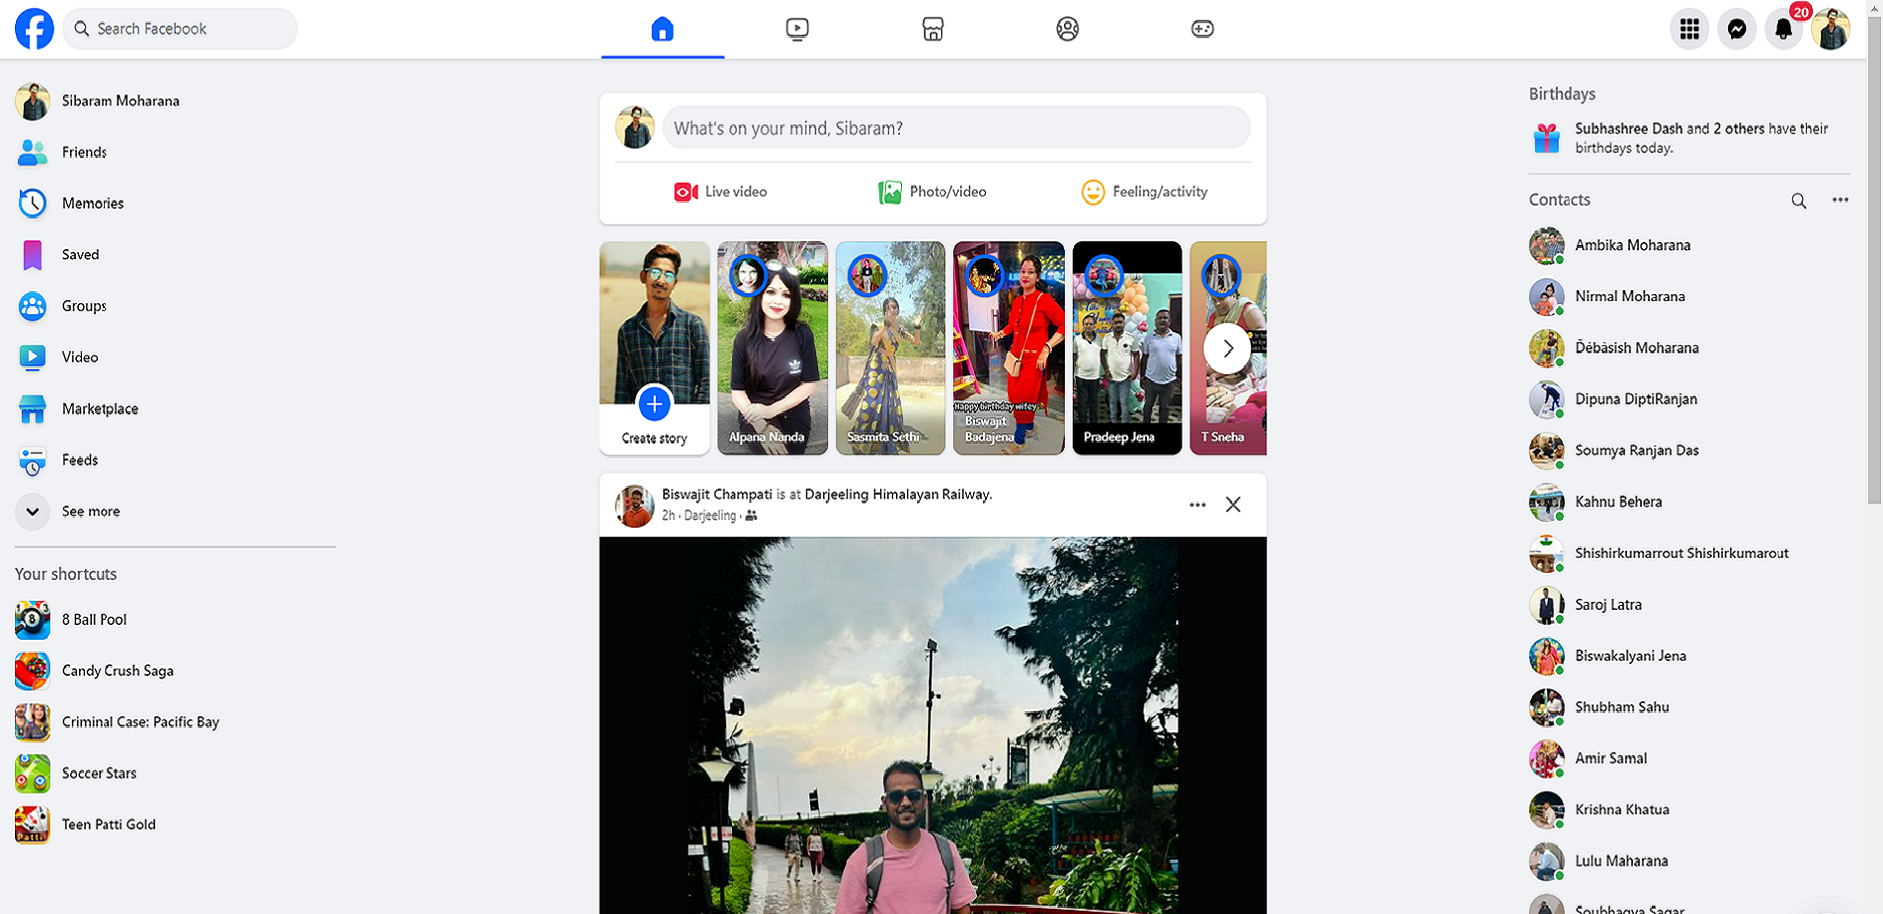 Search Facebook
20
Sibaram Moharana
Friends
Memories
Saved
Groups
Video
Marketplace
Feeds
See more
Your shortcuts
8 Ball Pool
Candy Crush Saga
Criminal Case: Pacific Bay
Soccer Stars
Teen Patti Gold
What's on your mind, Sibaram?
Live video
Photo/video
Feeling/activity
Create story
Alpana Nanda
Sasmita Sethi
Happy birthday wifey
Biswajit
Badajena
Pradeep Jena
T Sneha
Biswajit Champati is at Darjeeling Himalayan Railway.
2h · Darjeeling ·
Birthdays
Subhashree Dash and 2 others have their
birthdays today.
Contacts
Ambika Moharana
Nirmal Moharana
Ďěbàsish Moharana
Dipuna DiptiRanjan
Soumya Ranjan Das
Kahnu Behera
Shishirkumarrout Shishirkumarout
Saroj Latra
Biswakalyani Jena
Shubham Sahu
Amir Samal
Krishna Khatua
Lulu Maharana
Soubhagya Sagar